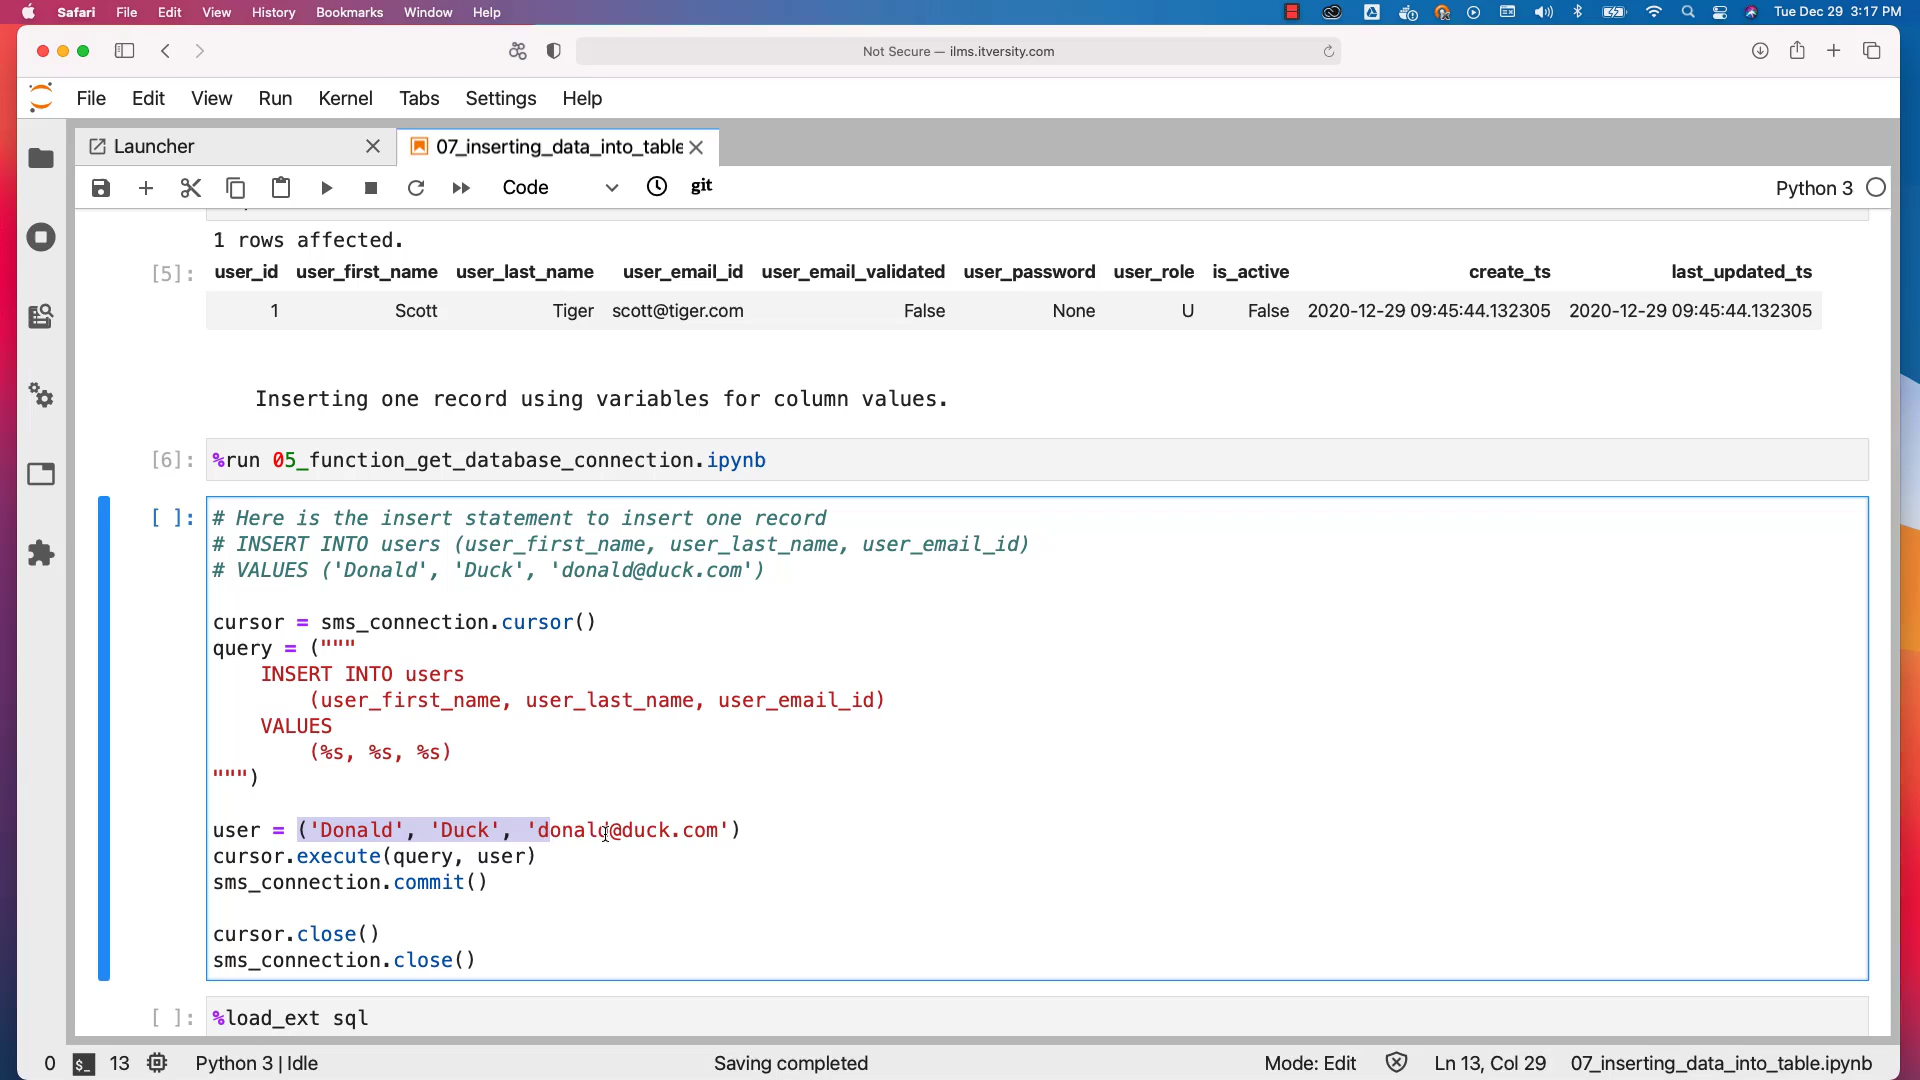 Safari File Edit View History Bookmarks Window Help Tue Dec 29 3:17 PM
Not Secure — ilms.itversity.com
File Edit View Run Kernel Tabs Settings Help
Launcher 07_inserting_data_into_table
Code git Python 3
1 rows affected.
[5]: user_id user_first_name user_last_name user_email_id user_email_validated user_password user_role is_active create_ts last_updated_ts
1 Scott Tiger scott@tiger.com False None U False 2020-12-29 09:45:44.132305 2020-12-29 09:45:44.132305
Inserting one record using variables for column values.
[6]: %run 05_function_get_database_connection.ipynb
[ ]: # Here is the insert statement to insert one record
# INSERT INTO users (user_first_name, user_last_name, user_email_id)
# VALUES ('Donald', 'Duck', 'donald@duck.com')
cursor = sms_connection.cursor()
query = ("""
INSERT INTO users
(user_first_name, user_last_name, user_email_id)
VALUES
(%s, %s, %s)
""")
user = ('Donald', 'Duck', 'donald@duck.com')
cursor.execute(query, user)
sms_connection.commit()
cursor.close()
sms_connection.close()
[ ]: %load_ext sql
0 $_ 13 Python 3 | Idle Saving completed Mode: Edit Ln 13, Col 29 07_inserting_data_into_table.ipynb